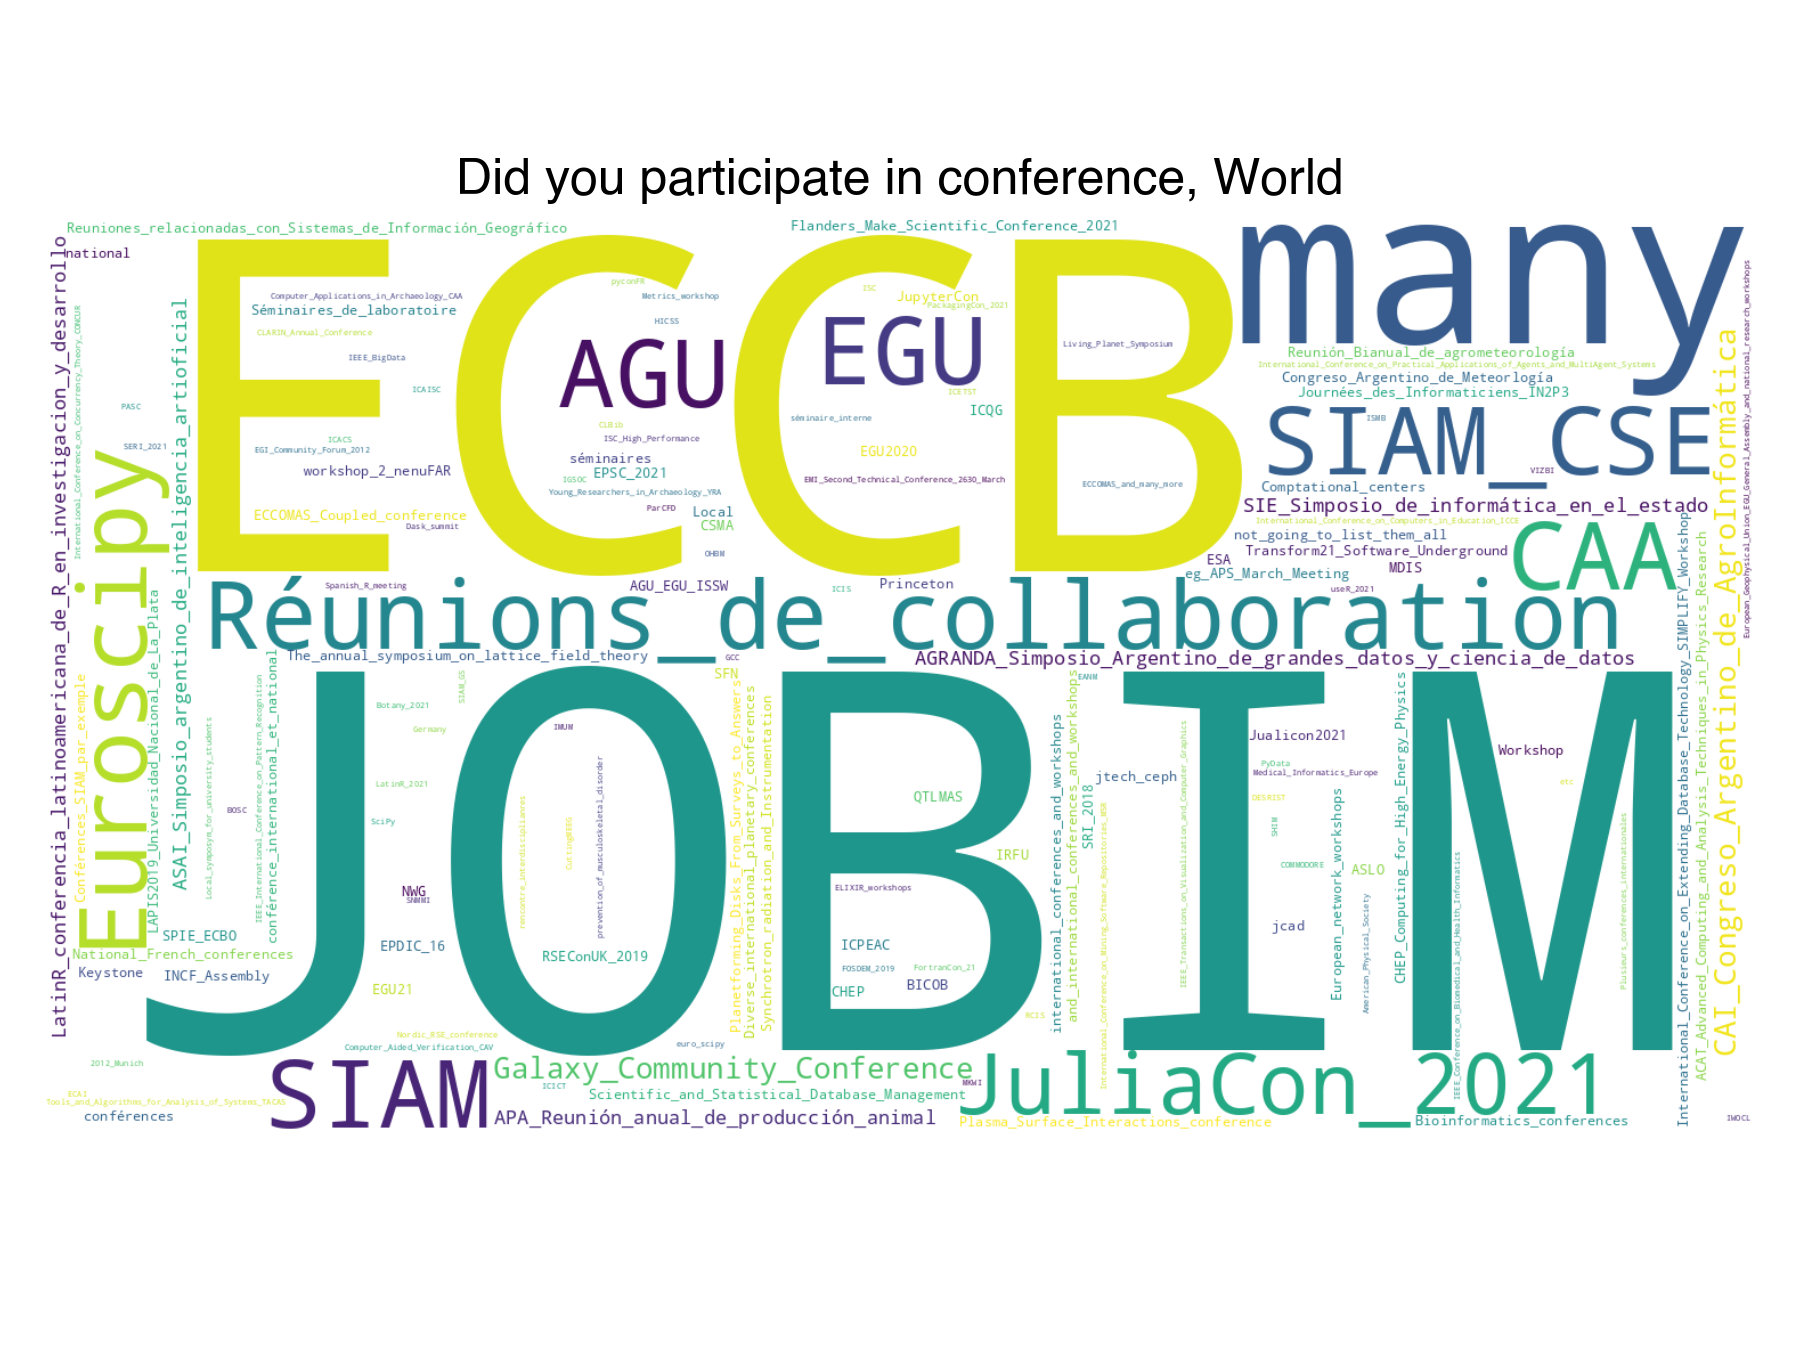 Did you participate in conference, World
Reuniones_relacionadas_con_Sistemas_de_Información_Geográfico
Flanders_Make_Scientific_Conference_2021
national
ECCB
many
pyconFR
ISC
Computer_Applications_in_Archaeology_CAA
Metrics_workshop
JupyterCon
PackagingCon_2021
Séminaires_de_laboratoire
HICSS
CLARIN_Annual_Conference
AGU
EGU
Living_Planet_Symposium
IEEE_BigData
Reunión_Bianual_de_agrometeorología
International_Conference_on_Practical_Applications_of_Agents_and_MultiAgent_Systems
Congreso_Argentino_de_Meteorlogía
Journées_des_Informaticiens_IN2P3
ICAISC
ICETST
PASC
séminaire_interne
ICQG
ISMB
SIAM_CSE
CLBib
ICACS
ISC_High_Performance
SERI_2021
EGI_Community_Forum_2012
EGU2020
séminaires
workshop_2_nenuFAR
EPSC_2021
VIZBI
IGSOC
EMI_Second_Technical_Conference_2630_March
ECCOMAS_and_many_more
Comptational_centers
Young_Researchers_in_Archaeology_YRA
ParCFD
SIE_Simposio_de_informática_en_el_estado
ECCOMAS_Coupled_conference
Local
International_Conference_on_Computers_in_Education_ICCE
Dask_summit
CSMA
not_going_to_list_them_all
CAA
OHBM
Transform21_Software_Underground
ESA
MDIS
eg_APS_March_Meeting
Spanish_R_meeting
AGU_EGU_ISSW
ICIS
Princeton
useR_2021
Réunions_de_collaboration
The_annual_symposium_on_lattice_field_theory
GCC
AGRANDA_Simposio_Argentino_de_grandes_datos_y_ciencia_de_datos
LatinR_conferencia_latinoamericana_de_R_en_investigacion_y_desarrollo
International_Conference_on_Concurrency_Theory_CONCUR
Euroscipy
Conférences_SIAM_par_exemple
LAPIS2019_Universidad_Nacional_de_La_Plata
ASAI_Simposio_argentino_de_inteligencia_artioficial
Local_symposym_for_university_students
IEEE_International_Conference_on_Pattern_Recognition
conférence_international_et_national
JOBIM
SFN
EANM
SIAM_GS
Botany_2021
Germany
IMUM
LatinR_2021
SciPy
BOSC
rencontre_interdisciplianres
CuttingEEEG
prevention_of_musculoskeletal_disorder
Planetforming_Disks_From_Surveys_to_Answers
Diverse_international_planetary_conferences
Synchrotron_radiation_and_Instrumentation
QTLMAS
IRFU
international_conferences_and_workshops
and_international_conferences_and_workshops
SRI_2018
International_Conference_on_Mining_Software_Repositories_MSR
jtech_ceph
IEEE_Transactions_on_Visualization_and_Computer_Graphics
Jualicon2021
PyData
Medical_Informatics_Europe
OESRIST
SHIM
COMMODORE
European_network_workshops
ASLO
American_Physical_Society
CHEP_Computing_for_High_Energy_Physics
IEEE_Conference_on_Biomedical_and_Health_Informatics
Workshop
etc
Plusieurs_conferences_internationales
International_Conference_on_Extending_Database_Technology_SIMPLIFY_Workshop
ACAT_Advanced_Computing_and_Analysis_Techniques_in_Physics_Research
CAI_Congreso_Argentino_de_AgroInformática
European_Geophysical_Union_EGU_General_Assembly_and_national_research_workshops
NWG
SNMMI
ELIXIR_workshops
jcad
SPIE_ECBO
EPDIC_16
RSEConUK_2019
ICPEAC
National_French_conferences
Keystone
INCF_Assembly
FOSDEM_2019
FortranCon_21
BICOB
EGU21
CHEP
RCIS
Nordic_RSE_conference
Computer_Aided_Verification_CAV
euro_scipy
2012_Munich
SIAM
Galaxy_Community_Conference
JuliaCon_2021
ICICT
MKWI
ECAI
Tools_and_Algorithms_for_Analysis_of_Systems_TACAS
Scientific_and_Statistical_Database_Management
conférences
APA_Reunión_anual_de_producción_animal
Plasma_Surface_Interactions_conference
Bioinformatics_conferences
IWOCL